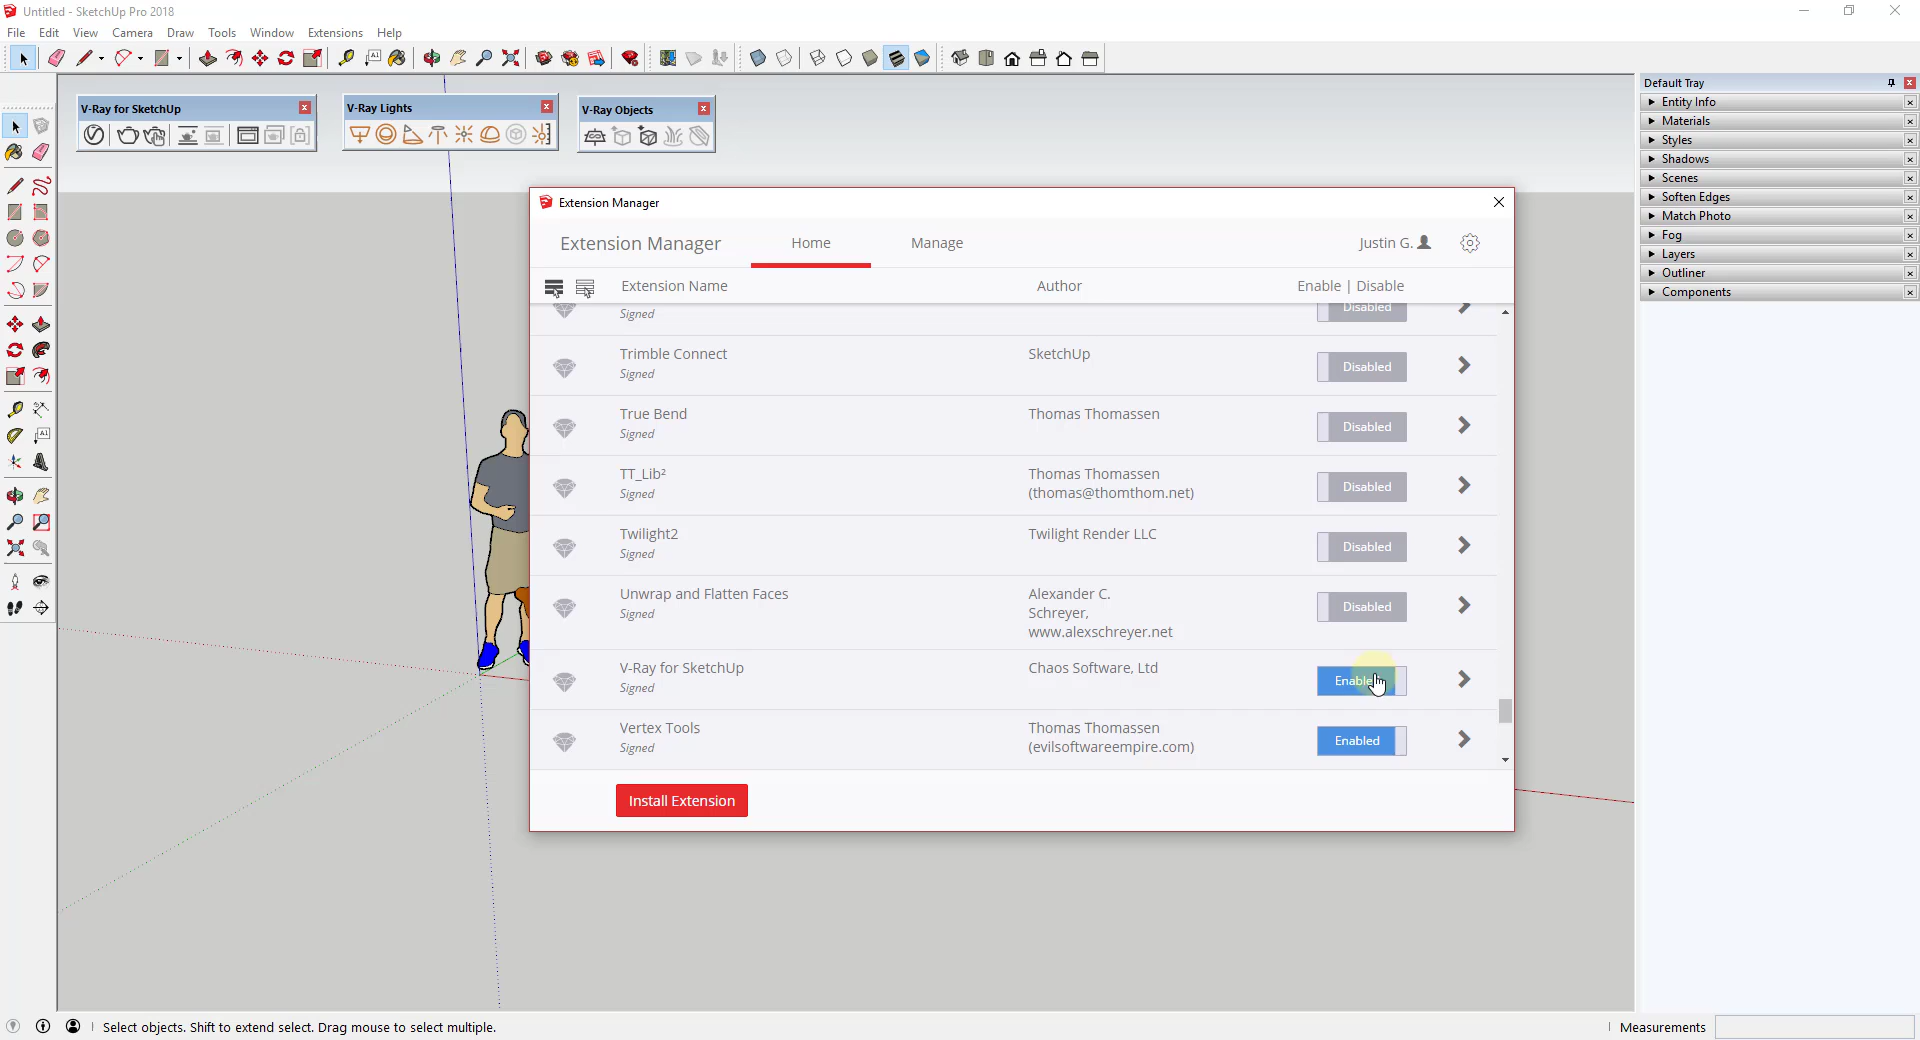 Untitled - SketchUp Pro 2018
File Edit View Camera Draw Tools Window Extensions Help
V-Ray for SketchUp
V-Ray Lights
V-Ray Objects
Default Tray
Entity Info
Materials
Styles
Shadows
Scenes
Soften Edges
Match Photo
Fog
Layers
Outliner
Components
Extension Manager
Extension Manager Home Manage Justin G.
Extension Name Author Enable | Disable
Signed Disabled
Trimble Connect SketchUp Disabled
Signed
True Bend Thomas Thomassen Disabled
Signed
TT_Lib² Thomas Thomassen Disabled
Signed (thomas@thomthom.net)
Twilight2 Twilight Render LLC Disabled
Signed
Unwrap and Flatten Faces Alexander C. Disabled
Signed Schreyer,
www.alexschreyer.net
V-Ray for SketchUp Chaos Software, Ltd Enable
Signed
Vertex Tools Thomas Thomassen Enabled
Signed (evilsoftwareempire.com)
Install Extension
Select objects. Shift to extend select. Drag mouse to select multiple.
Measurements